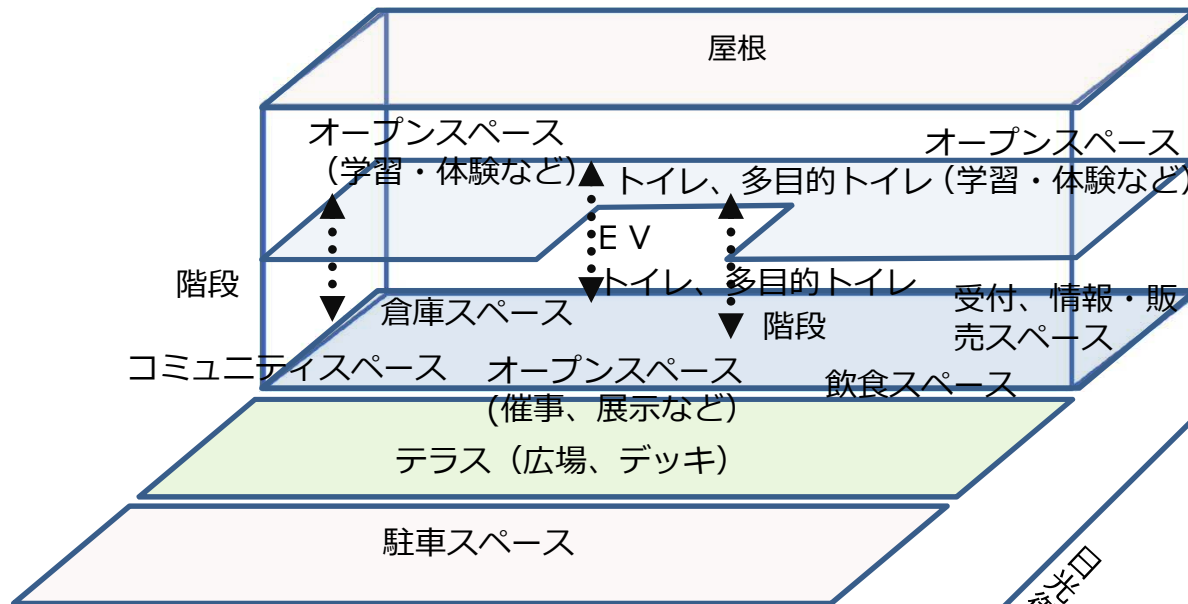 屋根
オープンスペース
（学習・体験など）
オープンスペース
（学習・体験など）
トイレ、多目的トイレ
ＥＶ
階段
トイレ、多目的トイレ
倉庫スペース
階段
受付、情報・販
売スペース
コミュニティスペース
オープンスペース
(催事、展示など）
飲食スペース
テラス（広場、デッキ）
駐車スペース
日光